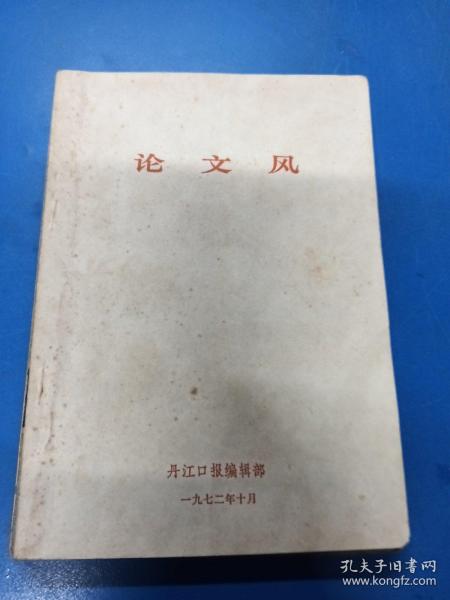 论文风
丹江口报编辑部
一九七二年十月
孔夫子旧书网
www.kongfz.com